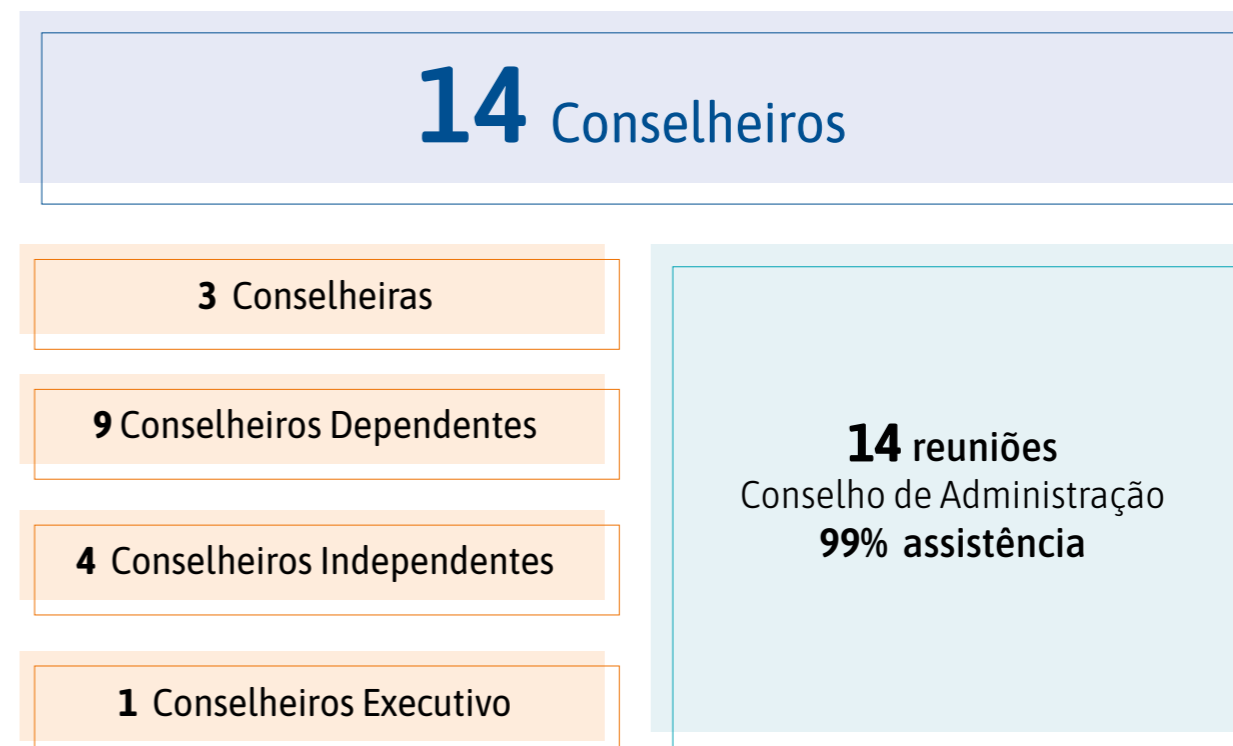 14 Conselheiros
3 Conselheiras
9 Conselheiros Dependentes
4 Conselheiros Independentes
1 Conselheiros Executivo
14 reuniões
Conselho de Administração
99% assistência